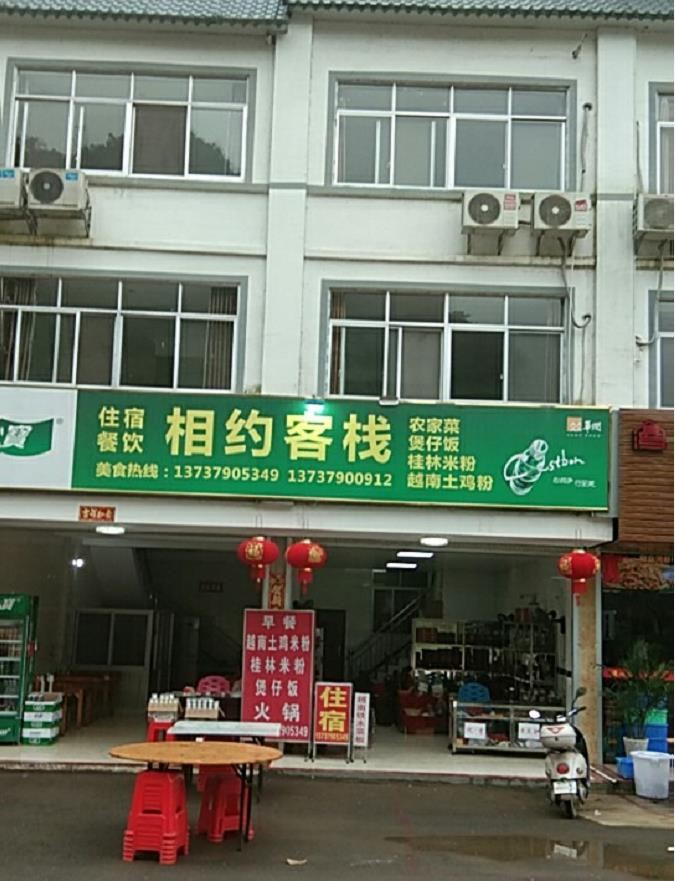 住宿
餐饮
相约客栈
农家菜
煲仔饭
桂林米粉
越南土鸡粉
美食热线：13737905349 13737900912
早餐
越南土鸡米粉
桂林米粉
煲仔饭
火锅
905349
住宿
13737905349